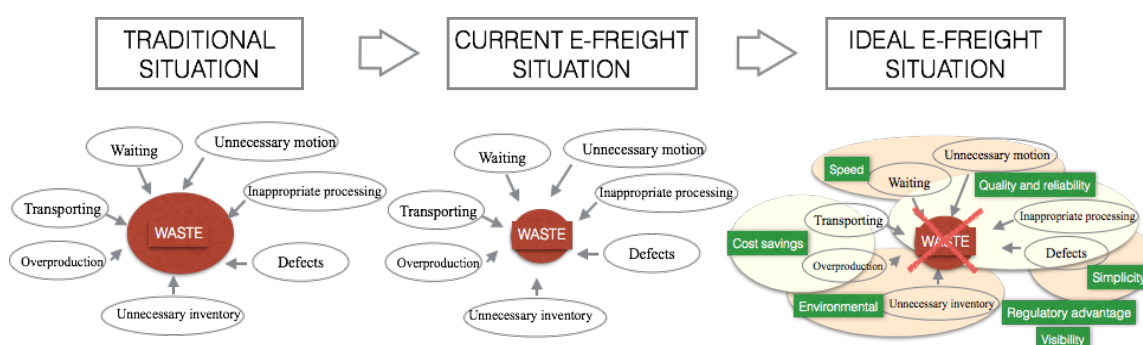 TRADITIONAL
SITUATION
CURRENT E-FREIGHT
SITUATION
IDEAL E-FREIGHT
SITUATION
Waiting
Unnecessary motion
Transporting
Inappropriate processing
WASTE
Overproduction
Defects
Unnecessary inventory
Waiting
Unnecessary motion
Transporting
Inappropriate processing
WASTE
Overproduction
Defects
Unnecessary inventory
Unnecessary motion
Speed
Waiting
Quality and reliability
Transporting
Inappropriate processing
Cost savings
WASTE
Overproduction
Defects
Simplicity
Environmental
Unnecessary inventory
Regulatory advantage
Visibility